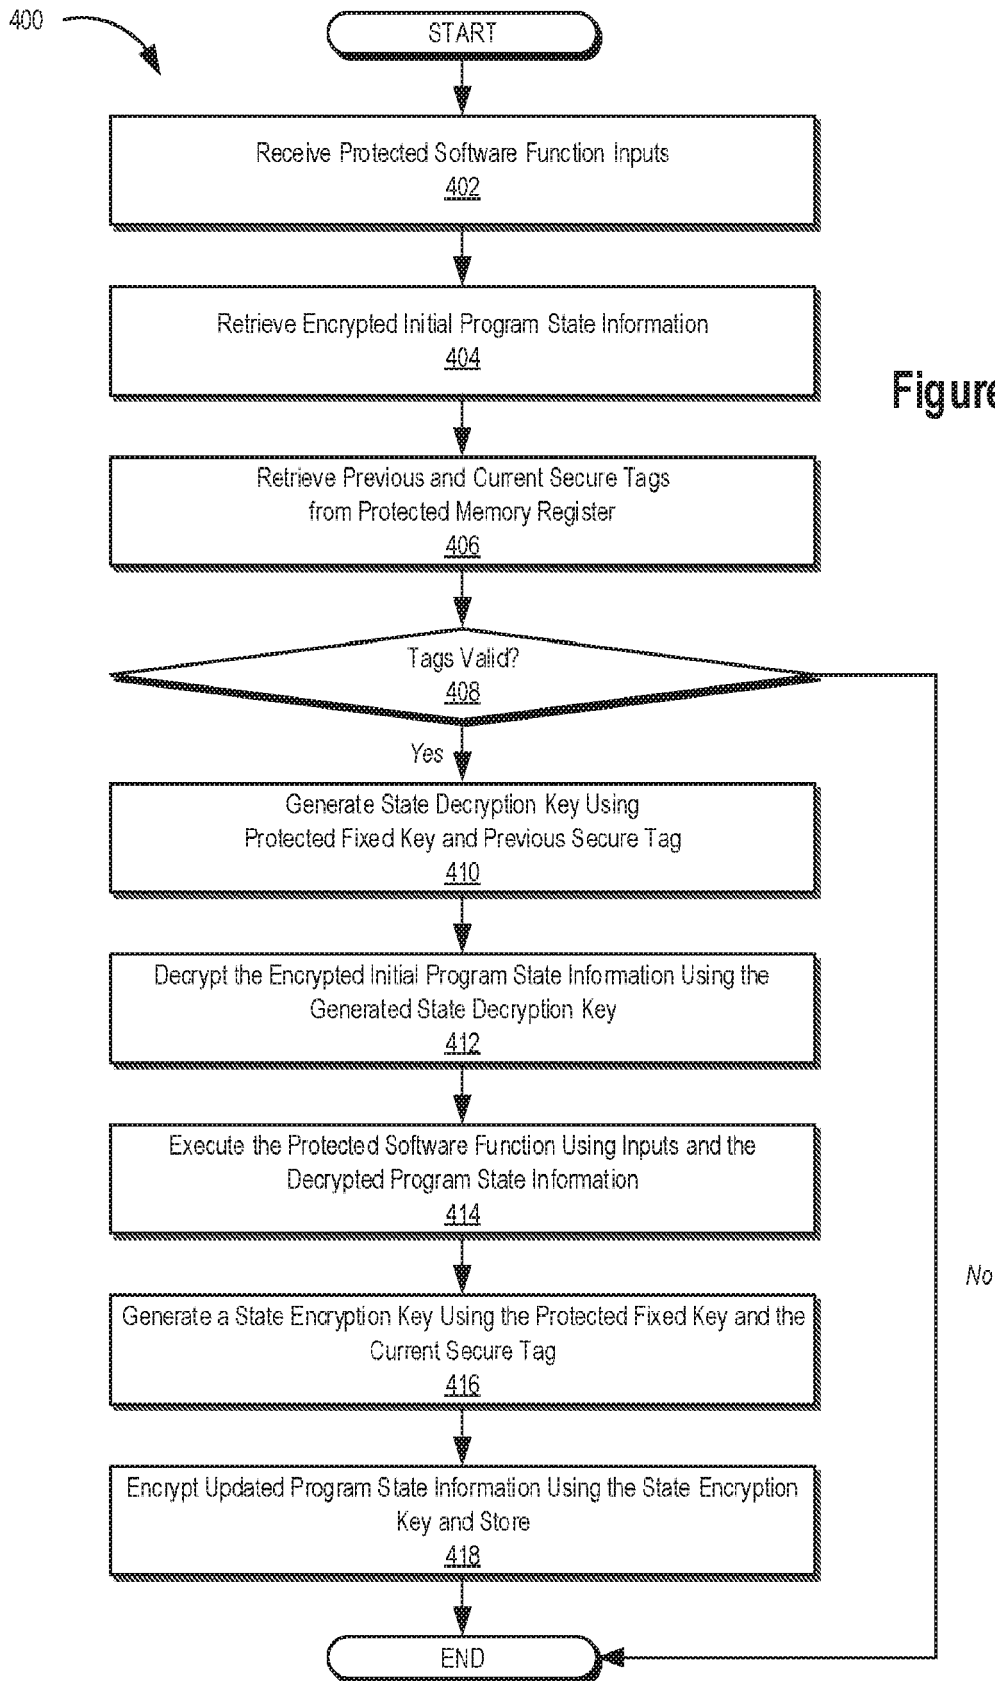 400
START
Receive Protected Software Function Inputs
402
Retrieve Encrypted Initial Program State Information
404
Figure
Retrieve Previous and Current Secure Tags
from Protected Memory Register
406
Tags Valid?
408
Yes
Generate State Decryption Key Using
Protected Fixed Key and Previous Secure Tag
410
Decrypt the Encrypted Initial Program State Information Using the
Generated State Decryption Key
412
Execute the Protected Software Function Using Inputs and the
Decrypted Program State Information
414
No
Generate a State Encryption Key Using the Protected Fixed Key and the
Current Secure Tag
416
Encrypt Updated Program State Information Using the State Encryption
Key and Store
418
END